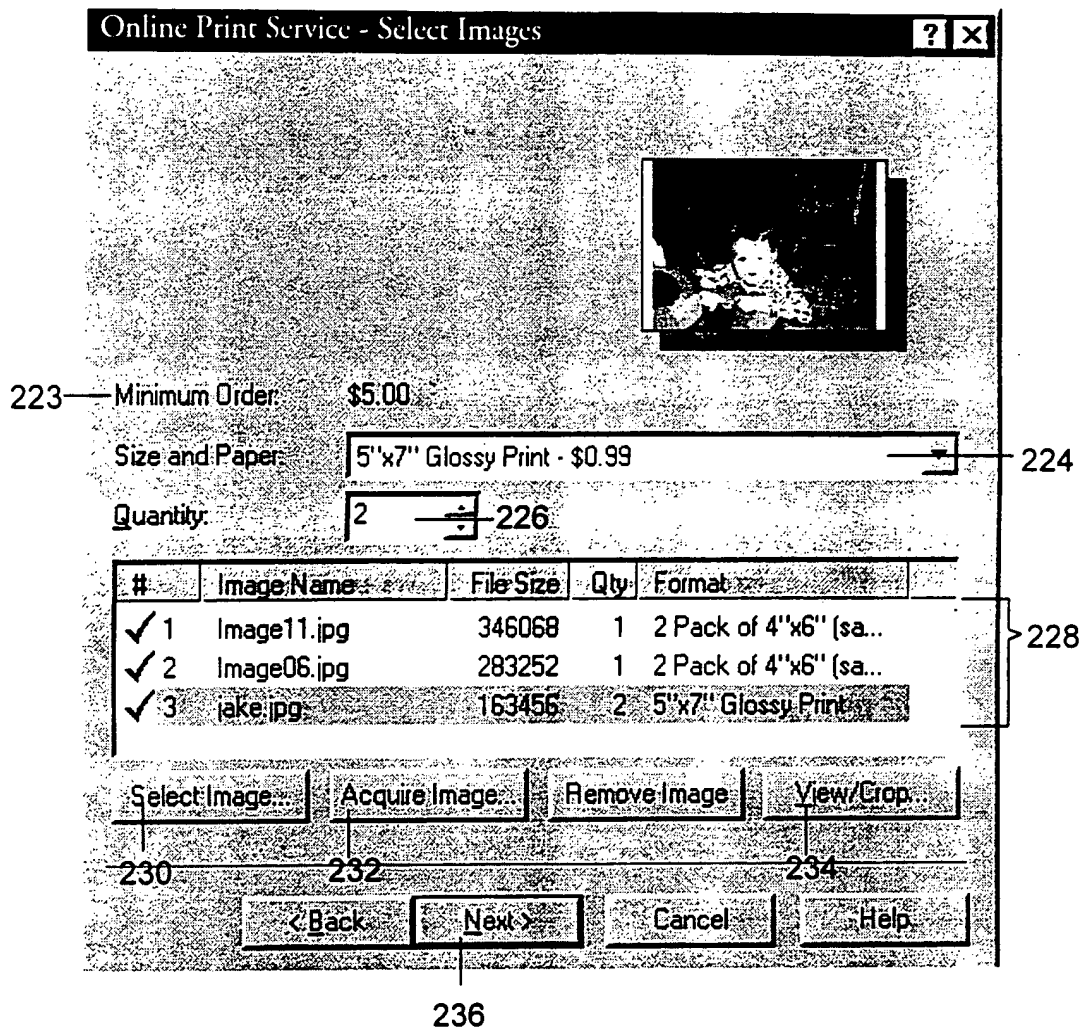 Online Print Service - Select Images ? X
223 Minimum Order: $5.00
Size and Paper: 5"x7" Glossy Print - $0.99 224
Quantity: 2 226
# Image Name File Size Qty Format
1 Image11.jpg 346068 1 2 Pack of 4"x6" (sa...
2 Image06.jpg 283252 1 2 Pack of 4"x6" (sa...
3 jake.jpg 163456 2 5"x7" Glossy Print
228
Select Image... Acquire Image... Remove Image View/Crop...
230 232 234
< Back Next > Cancel Help
236